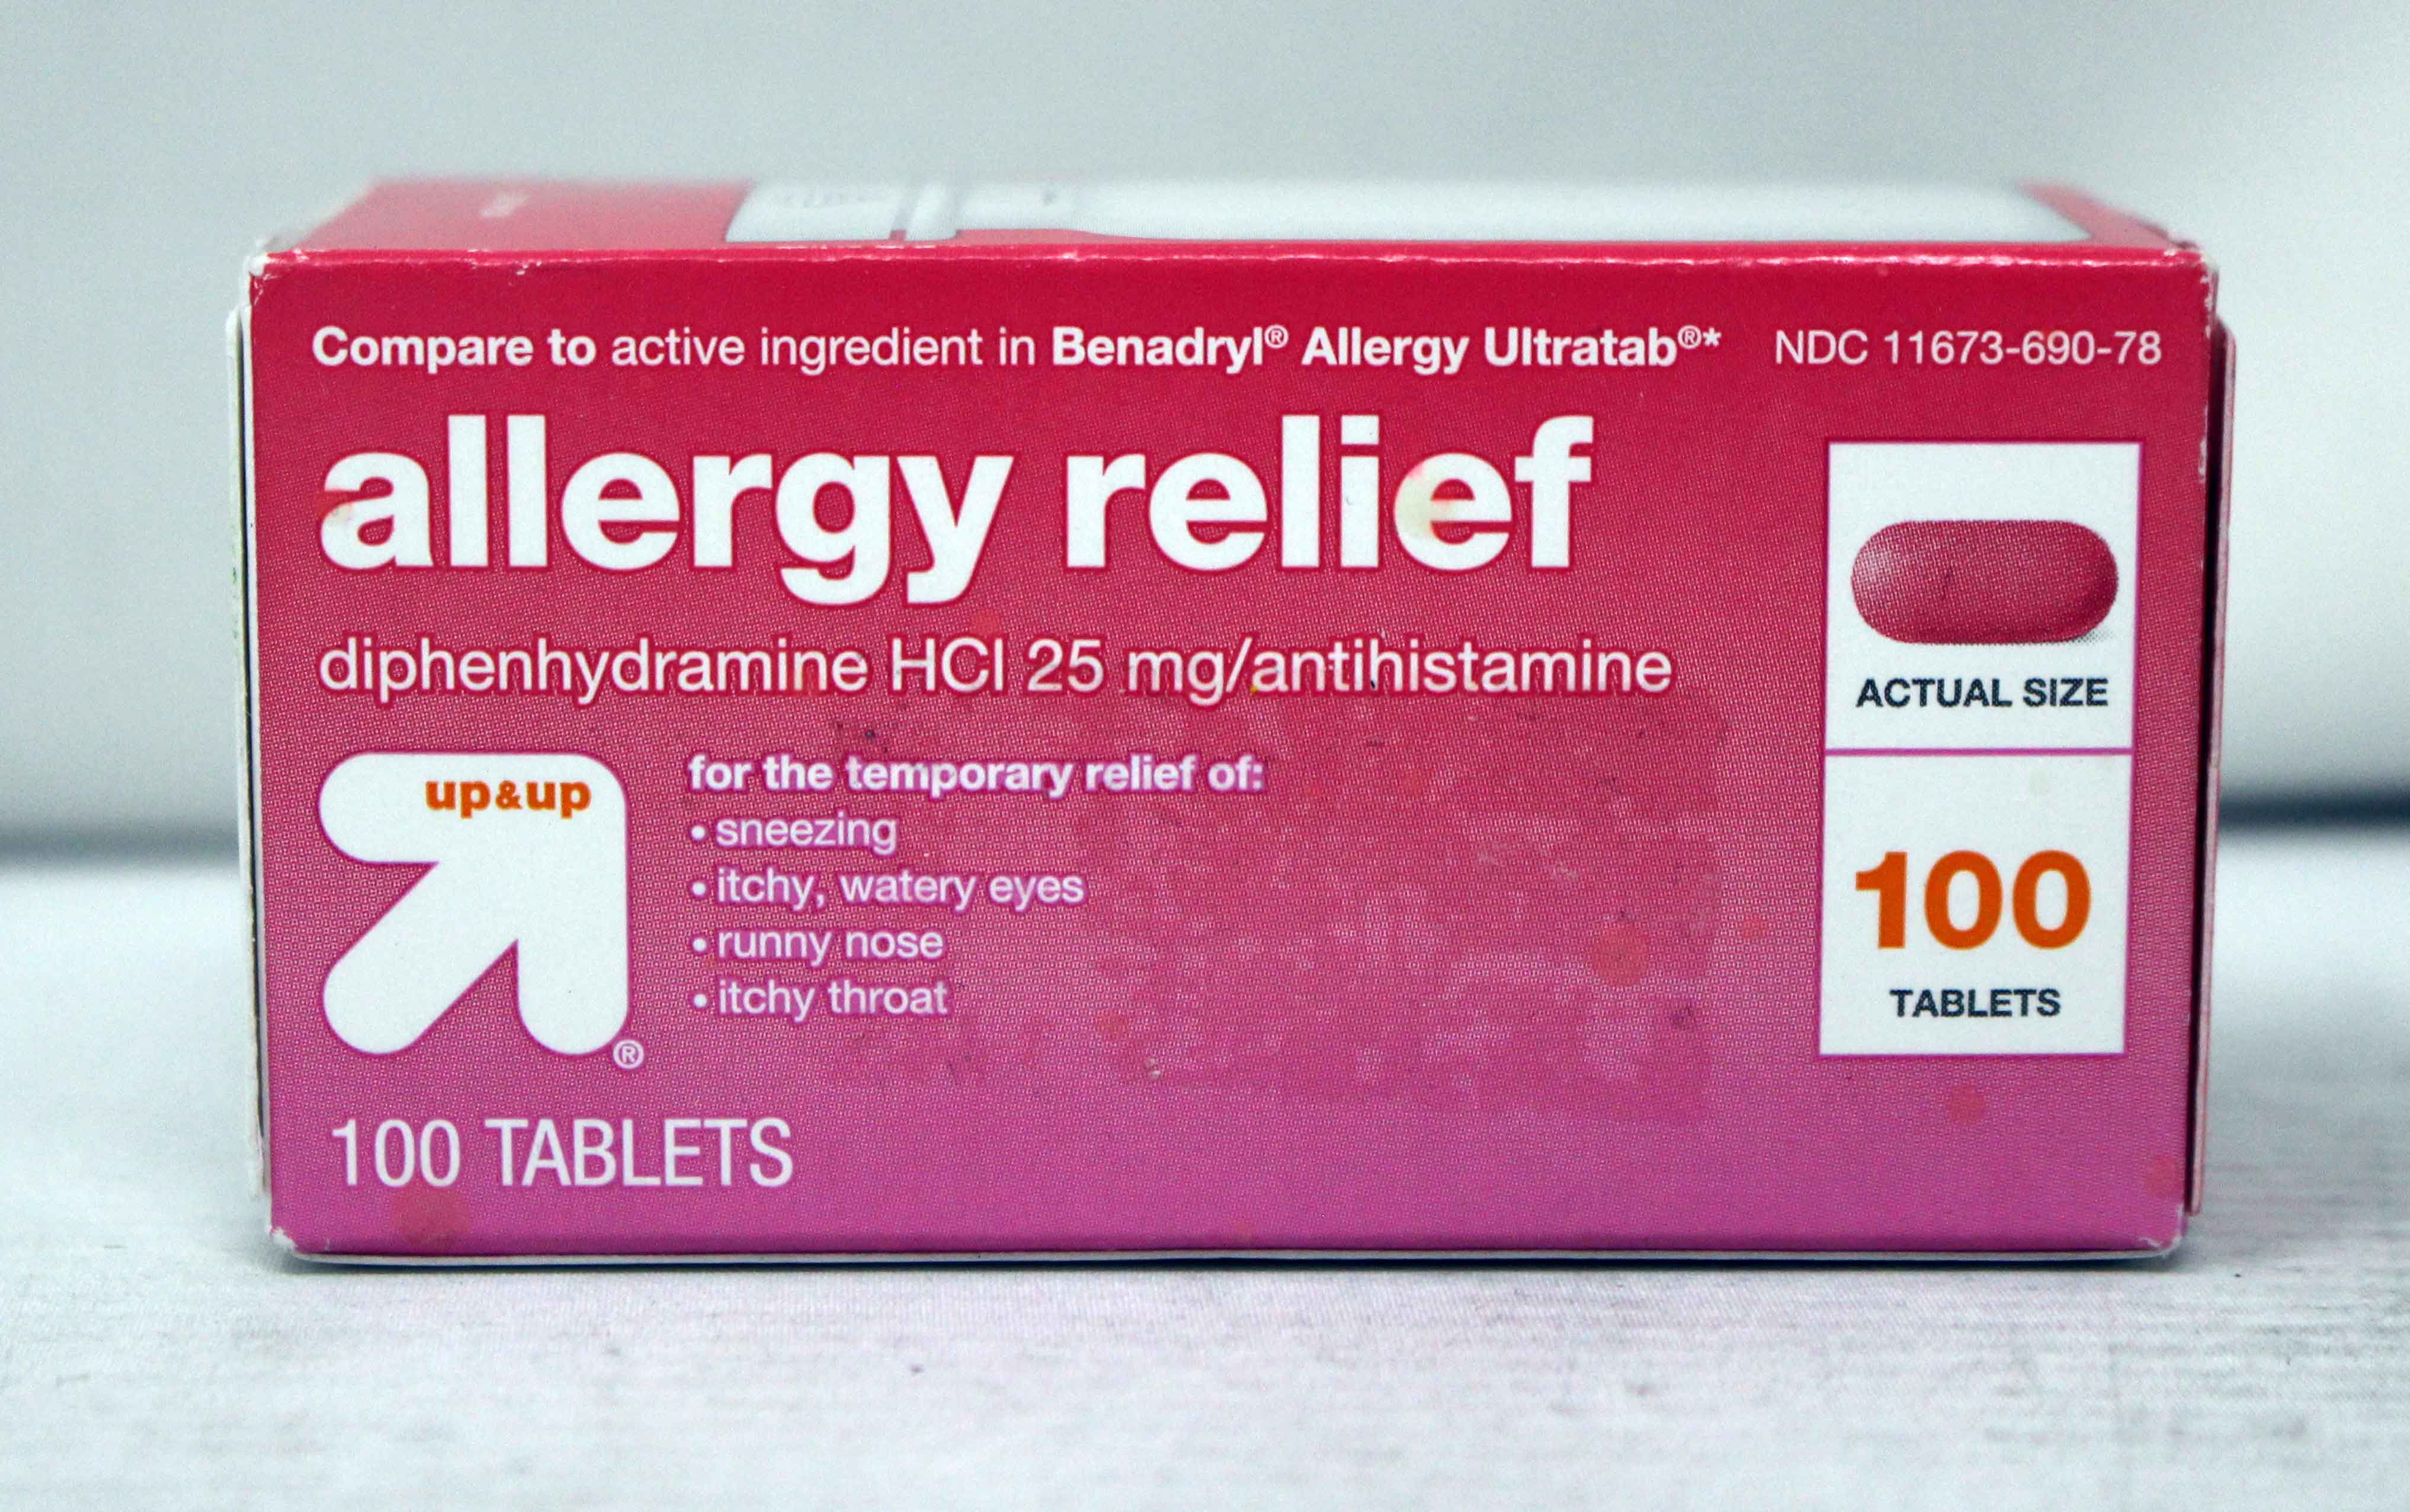 Compare to active ingredient in Benadryl® Allergy Ultratab®* NDC 11673-690-78
allergy relief
diphenhydramine HCl 25 mg/antihistamine
ACTUAL SIZE
up&up
for the temporary relief of:
• sneezing
• itchy, watery eyes
• runny nose
• itchy throat
®
100
TABLETS
100 TABLETS